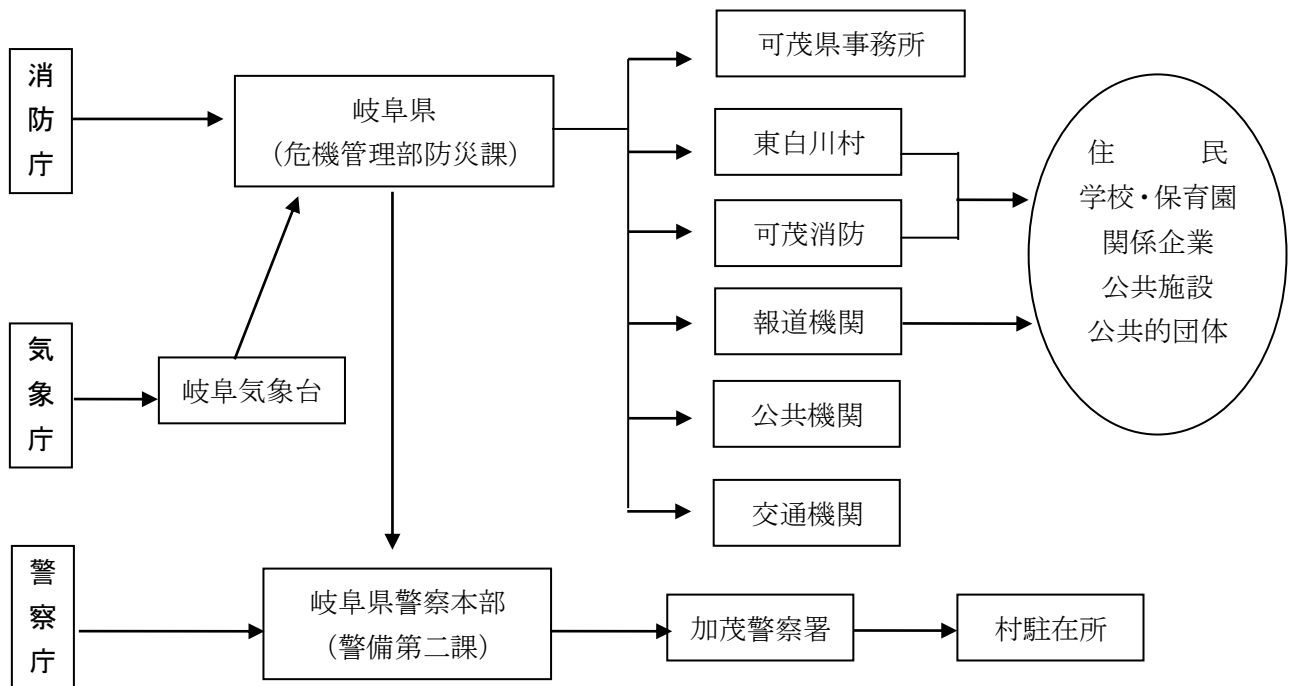 消防庁
岐阜県
（危機管理部防災課）
可茂県事務所
東白川村
可茂消防
報道機関
公共機関
交通機関
住　　民
学校・保育園
関係企業
公共施設
公共的団体
気象庁
岐阜気象台
警察庁
岐阜県警察本部
（警備第二課）
加茂警察署
村駐在所